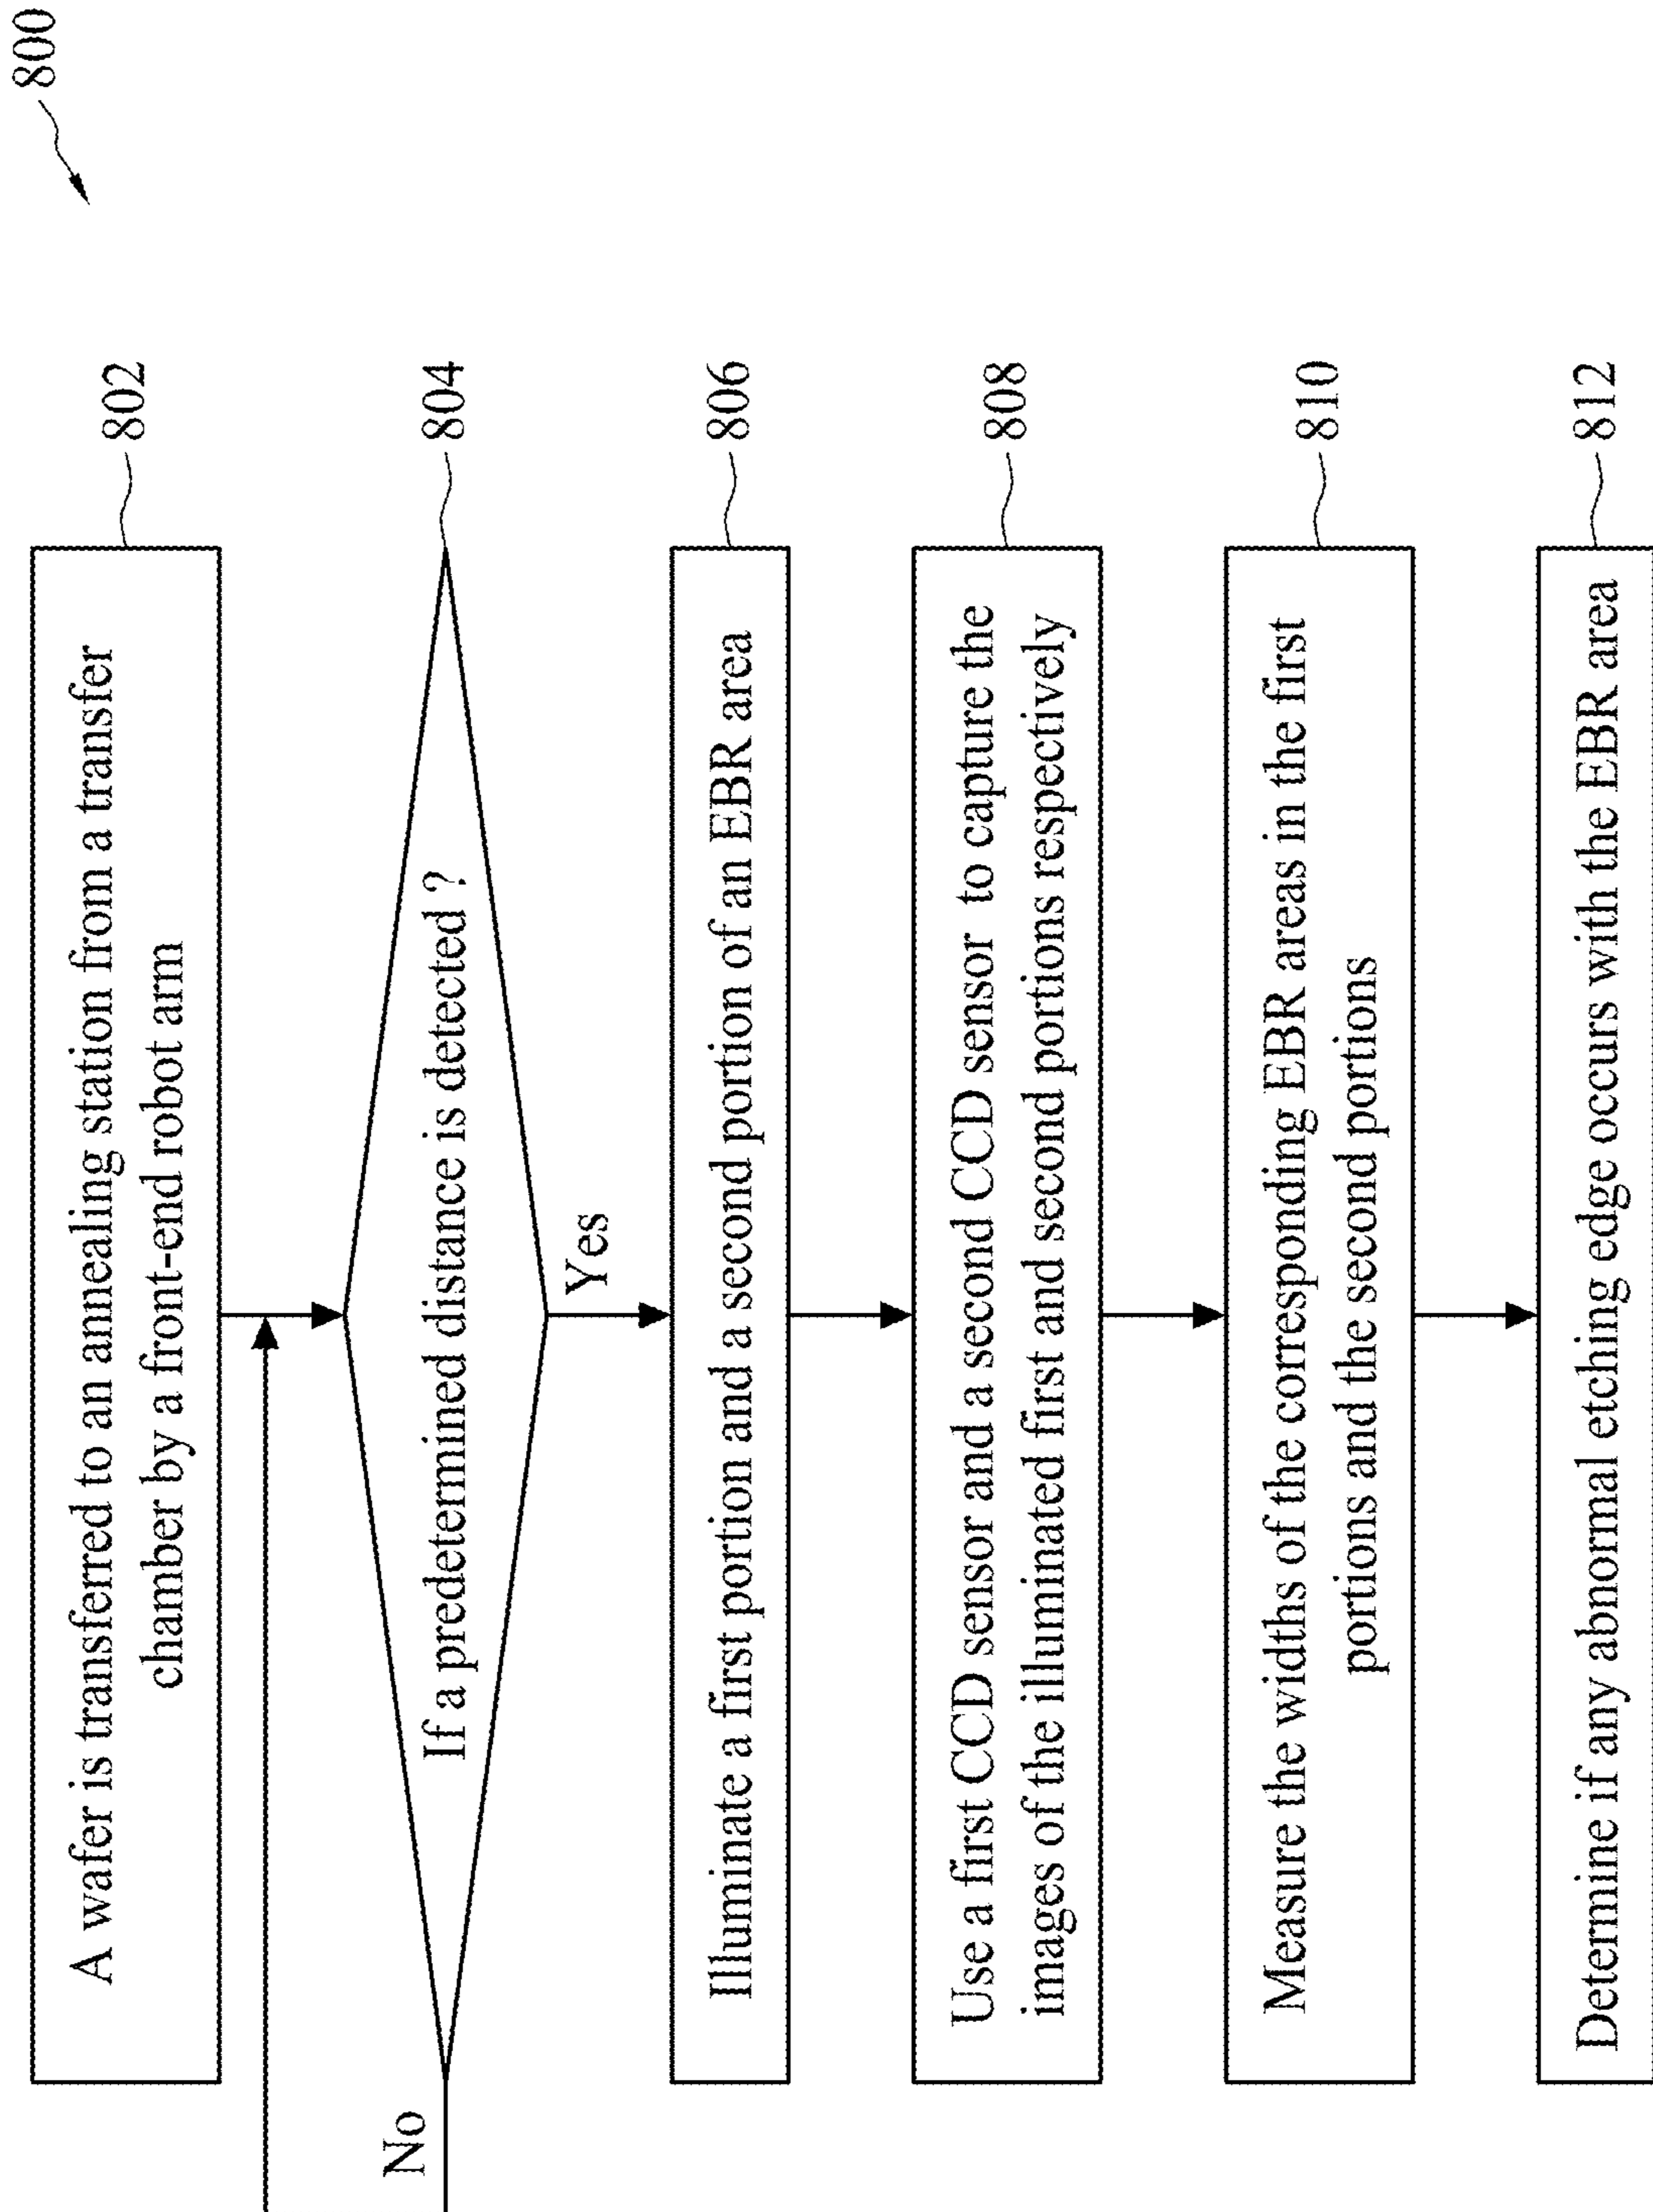 800
A wafer is transferred to an annealing station from a transfer
chamber by a front-end robot arm
802
If a predetermined distance is detected ?
804
No
Yes
Illuminate a first portion and a second portion of an EBR area
806
Use a first CCD sensor and a second CCD sensor to capture the
images of the illuminated first and second portions respectively
808
Measure the widths of the corresponding EBR areas in the first
portions and the second portions
810
Determine if any abnormal etching edge occurs with the EBR area
812